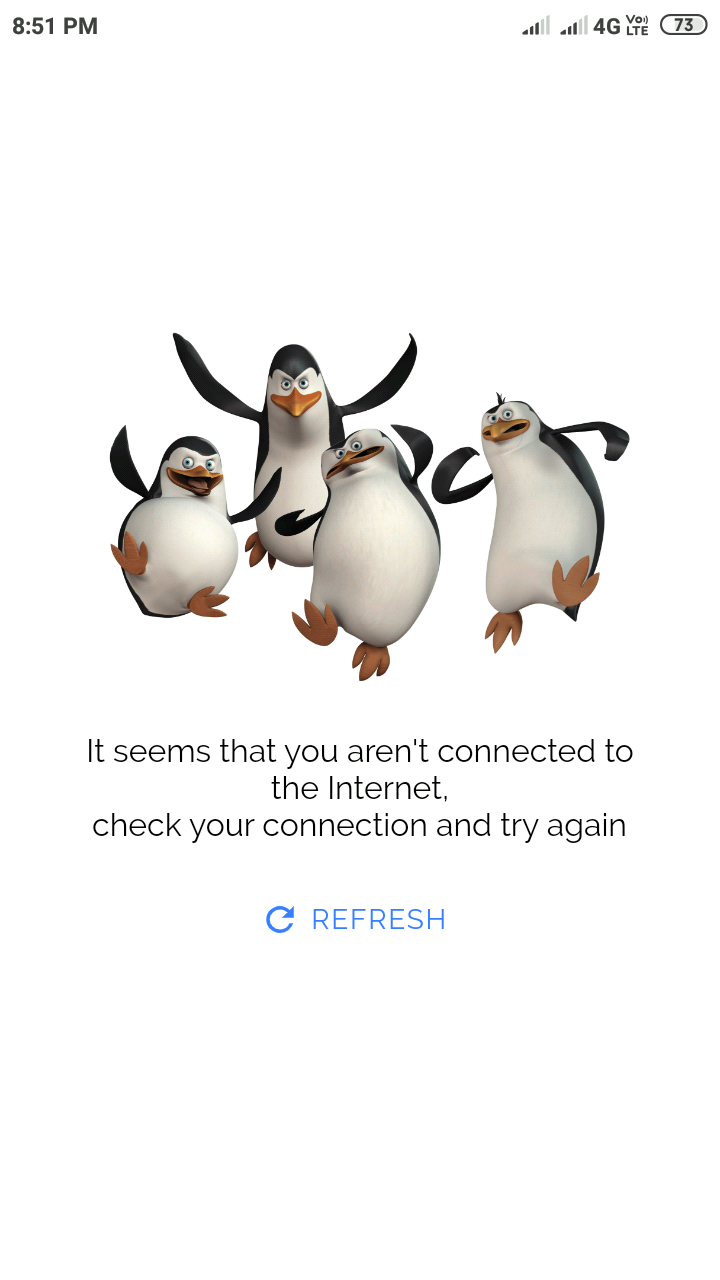 8:51 PM 4G Vo)) LTE 73
It seems that you aren't connected to
the Internet,
check your connection and try again
REFRESH